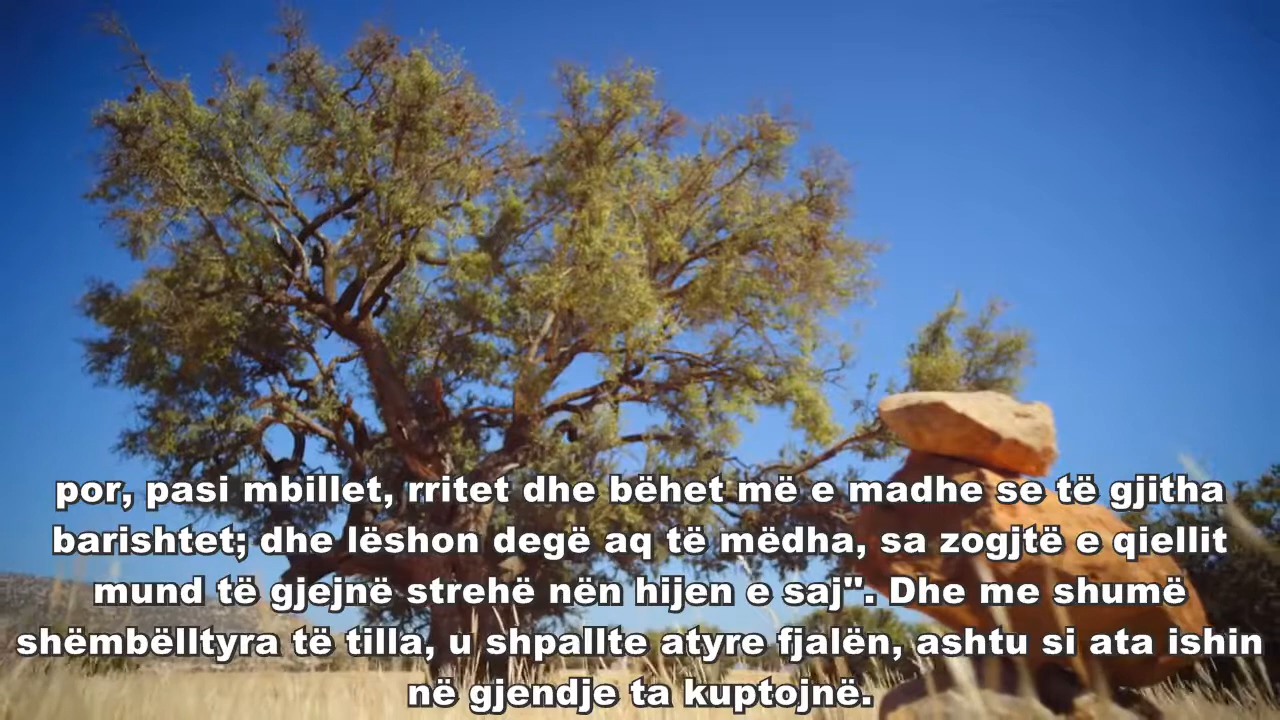 por, pasi mbillet, rritet dhe bëhet më e madhe se të gjitha
barishtet; dhe lëshon degë aq të mëdha, sa zogjtë e qiellit
mund të gjejnë strehë nën hijen e saj". Dhe me shumë
shëmbëlltyra të tilla, u shpallte atyre fjalën, ashtu si ata ishin
në gjendje ta kuptojnë.